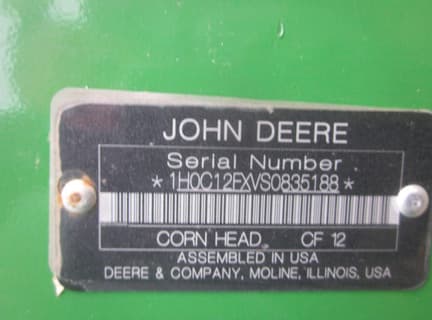 JOHN DEERE
Serial Number
*1H0C12FXVS0835188*
CORN HEAD CF 12
ASSEMBLED IN USA
DEERE & COMPANY, MOLINE, ILLINOIS, USA